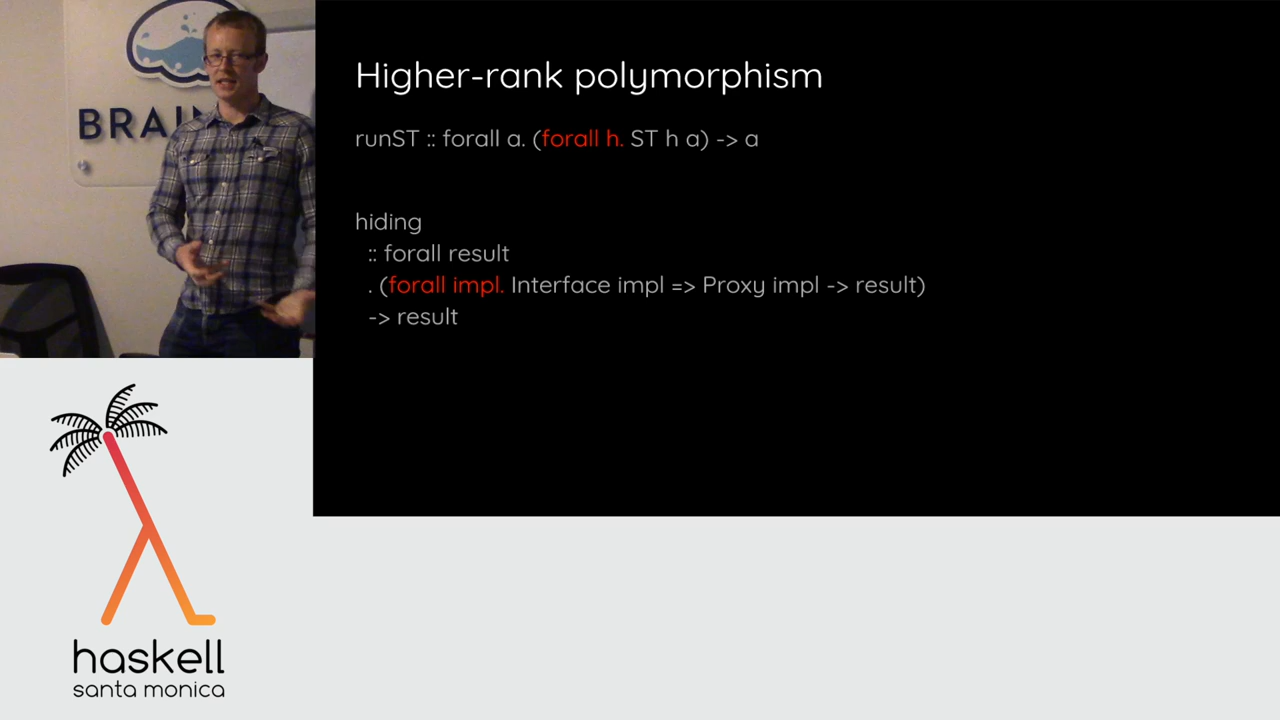 BRAIN
Higher-rank polymorphism
runST :: forall a. (forall h. ST h a) -> a
hiding
:: forall result
. (forall impl. Interface impl => Proxy impl -> result)
-> result
haskell
santa monica